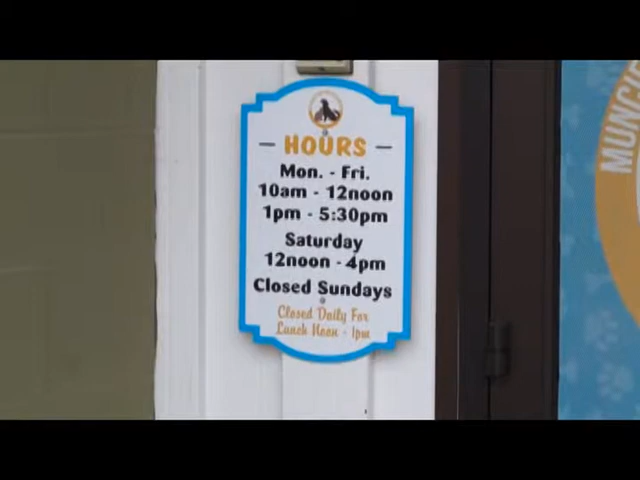 HOURS
Mon. - Fri.
10am - 12noon
1pm - 5:30pm
Saturday
12noon - 4pm
Closed Sundays
Closed Daily For
Lunch Noon - 1pm